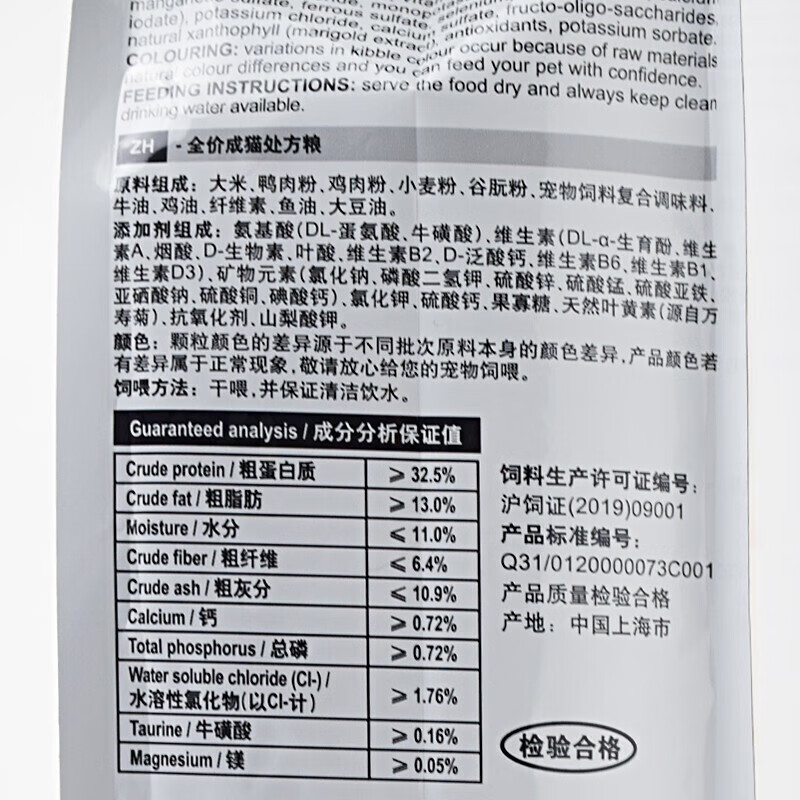 iodate), potassium chloride, calcium sulfate, fructo-oligo-saccharides,
natural xanthophyll (marigold extract), antioxidants, potassium sorbate.
COLOURING: variations in kibble colour occur because of raw materials
natural colour differences and you can feed your pet with confidence.
FEEDING INSTRUCTIONS: serve the food dry and always keep clean
drinking water available.
ZH - 全价成猫处方粮
原料组成：大米、鸭肉粉、鸡肉粉、小麦粉、谷朊粉、宠物饲料复合调味料、
牛油、鸡油、纤维素、鱼油、大豆油。
添加剂组成：氨基酸(DL-蛋氨酸、牛磺酸)、维生素(DL-α-生育酚、维生
素A、烟酸、D-生物素、叶酸、维生素B2、D-泛酸钙、维生素B6、维生素B1、
维生素D3)、矿物元素(氯化钠、磷酸二氢钾、硫酸锌、硫酸锰、硫酸亚铁、
亚硒酸钠、硫酸铜、碘酸钙)、氯化钾、硫酸钙、果寡糖、天然叶黄素(源自万
寿菊)、抗氧化剂、山梨酸钾。
颜色：颗粒颜色的差异源于不同批次原料本身的颜色差异，产品颜色若
有差异属于正常现象，敬请放心给您的宠物饲喂。
饲喂方法：干喂，并保证清洁饮水。
Guaranteed analysis / 成分分析保证值
Crude protein / 粗蛋白质 ⩾ 32.5%
Crude fat / 粗脂肪 ⩾ 13.0%
Moisture / 水分 ⩽ 11.0%
Crude fiber / 粗纤维 ⩽ 6.4%
Crude ash / 粗灰分 ⩽ 10.9%
Calcium / 钙 ⩾ 0.72%
Total phosphorus / 总磷 ⩾ 0.72%
Water soluble chloride (Cl-) /
水溶性氯化物(以Cl-计) ⩾ 1.76%
Taurine / 牛磺酸 ⩾ 0.16%
Magnesium / 镁 ⩾ 0.05%
饲料生产许可证编号：
沪饲证(2019)09001
产品标准编号：
Q31/0120000073C001
产品质量检验合格
产地：中国上海市
检验合格